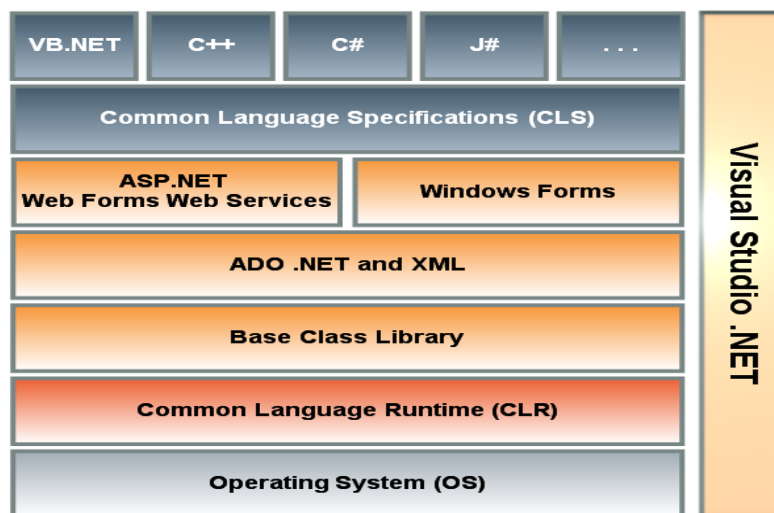 VB.NET
C++
C#
J#
. . .
Common Language Specifications (CLS)
ASP.NET
Web Forms Web Services
Windows Forms
ADO .NET and XML
Base Class Library
Common Language Runtime (CLR)
Operating System (OS)
Visual Studio .NET